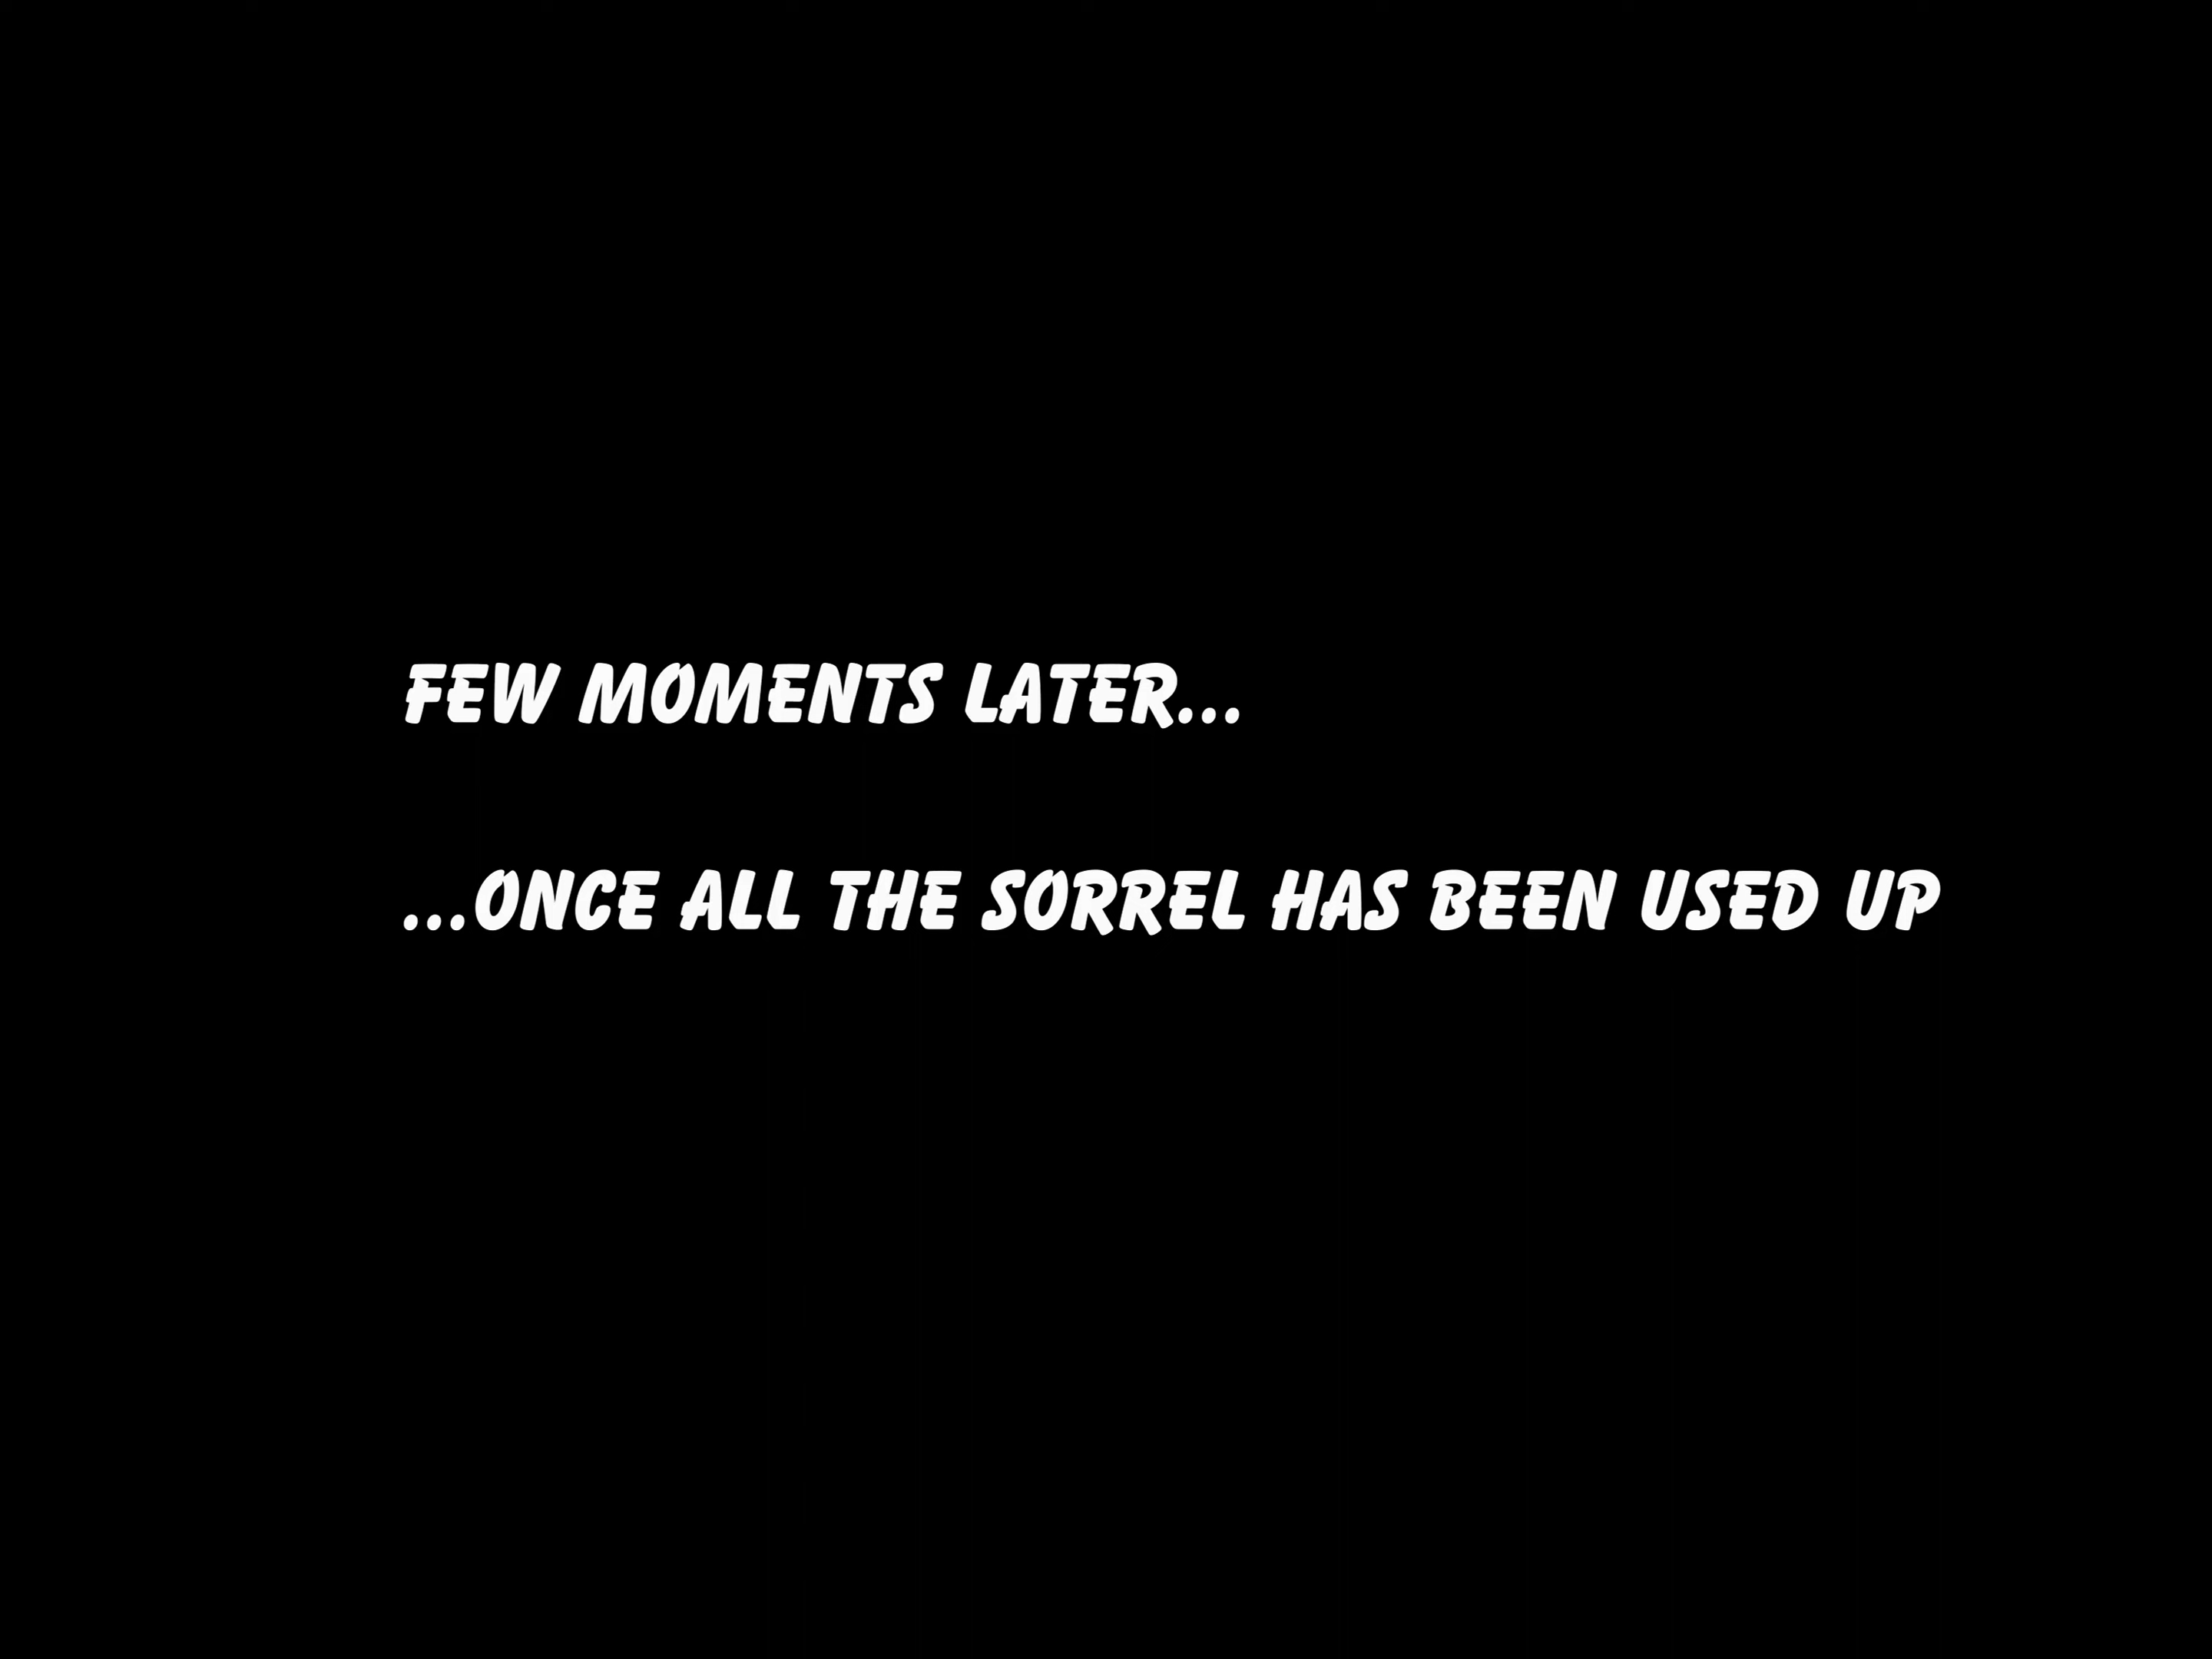 FEW MOMENTS LATER...
...ONCE ALL THE SORREL HAS BEEN USED UP